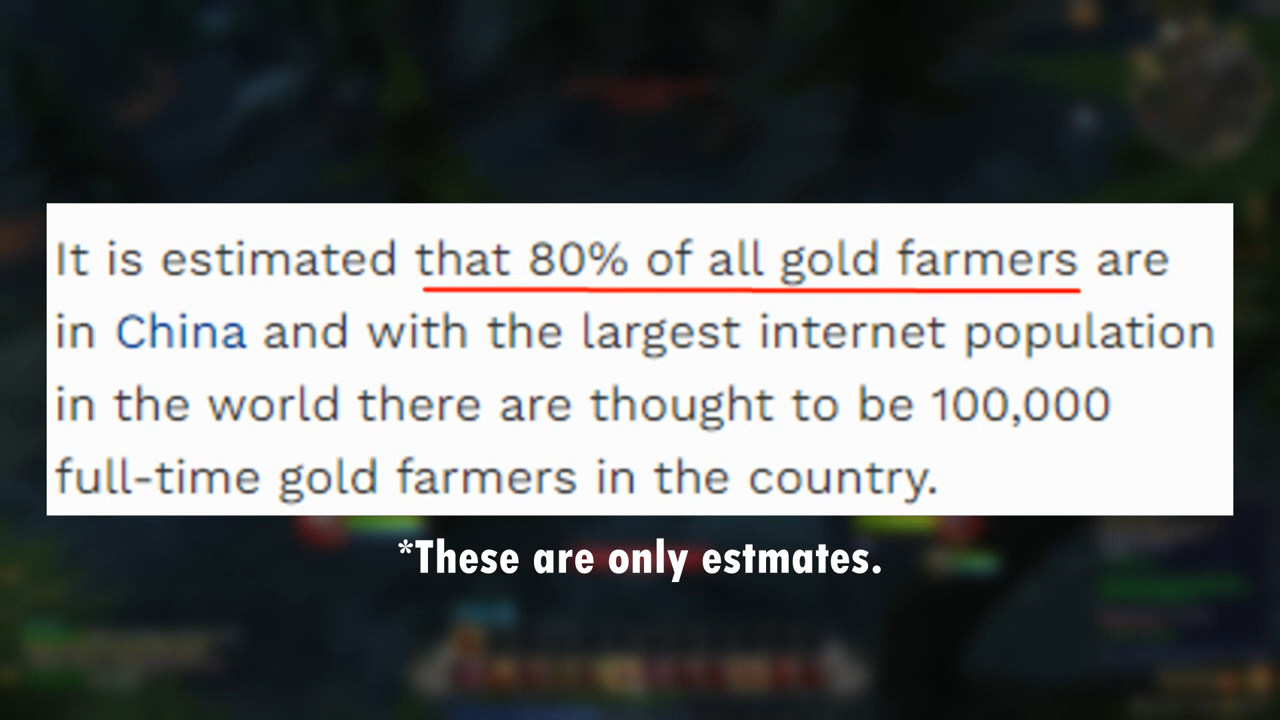 It is estimated that 80% of all gold farmers are
in China and with the largest internet population
in the world there are thought to be 100,000
full-time gold farmers in the country.
*These are only estmates.